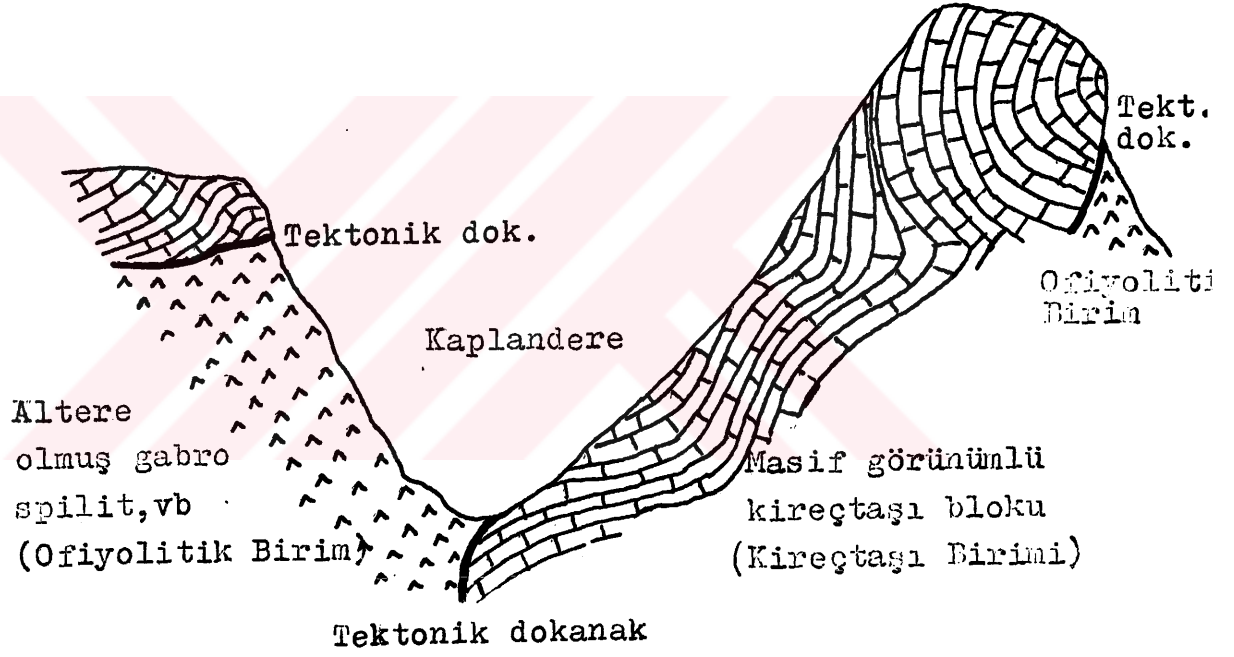 Tekt.
dok.
Tektonik dok.
Ofiyoliti
Birim
Kaplandere
Altere
olmuş gabro
spilit,vb
(Ofiyolitik Birim)
Masif görünümlü
kireçtaşı bloku
(Kireçtaşı Birimi)
Tektonik dokanak